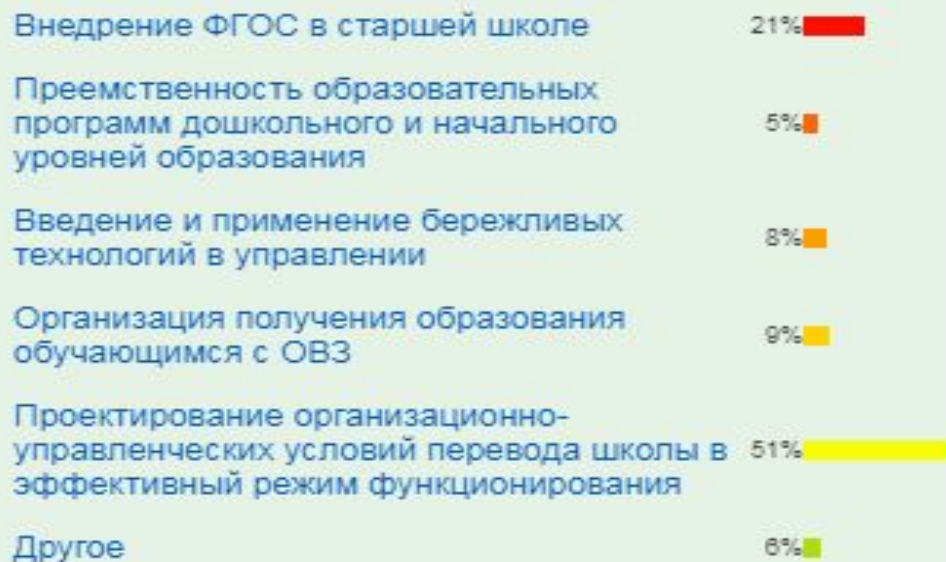 Внедрение ФГОС в старшей школе 21%
Преемственность образовательных
программ дошкольного и начального 5%
уровней образования
Введение и применение бережливых
технологий в управлении 8%
Организация получения образования
обучающимся с ОВЗ 9%
Проектирование организационно-
управленческих условий перевода школы в 51%
эффективный режим функционирования
Другое 6%